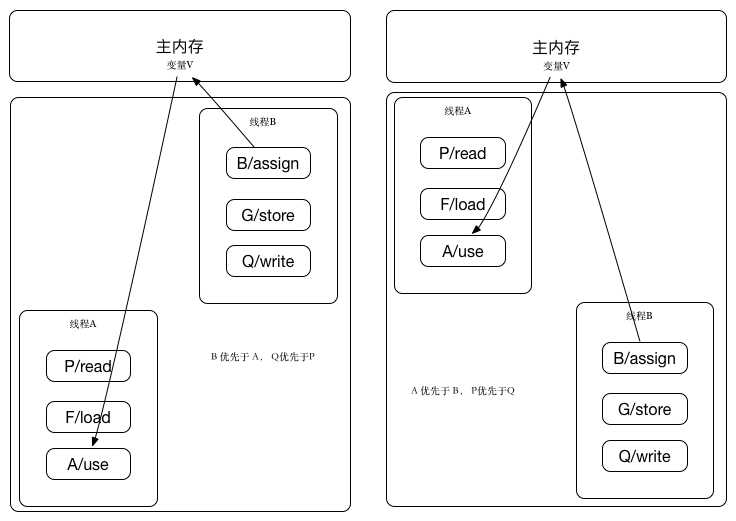 主内存
变量V
线程B
B/assign
G/store
Q/write
线程A
P/read
F/load
A/use
B 优先于 A、 Q优先于P
主内存
变量V
线程A
P/read
F/load
A/use
线程B
B/assign
G/store
Q/write
A 优先于 B、 P优先于Q